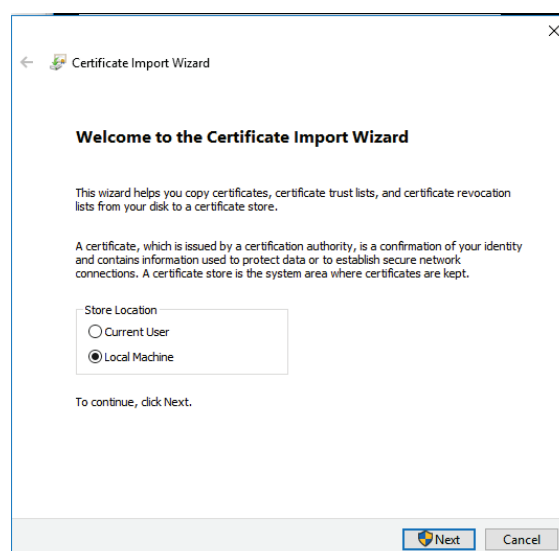 Certificate Import Wizard
Welcome to the Certificate Import Wizard
This wizard helps you copy certificates, certificate trust lists, and certificate revocation
lists from your disk to a certificate store.
A certificate, which is issued by a certification authority, is a confirmation of your identity
and contains information used to protect data or to establish secure network
connections. A certificate store is the system area where certificates are kept.
Store Location
Current User
Local Machine
To continue, click Next.
Next
Cancel